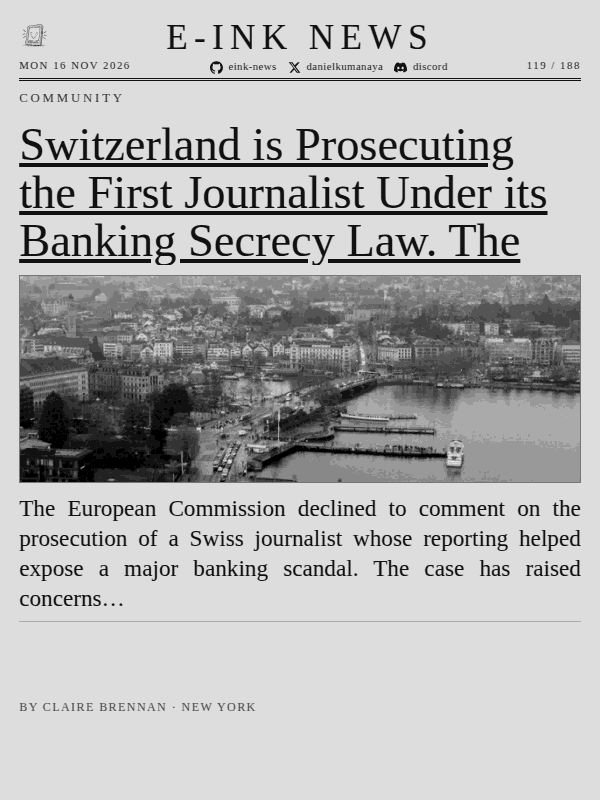 E-INK NEWS
MON 16 NOV 2026
eink-news danielkumanaya discord
119 / 188
COMMUNITY
Switzerland is Prosecuting
the First Journalist Under its
Banking Secrecy Law. The
The European Commission declined to comment on the
prosecution of a Swiss journalist whose reporting helped
expose a major banking scandal. The case has raised
concerns…
BY CLAIRE BRENNAN · NEW YORK